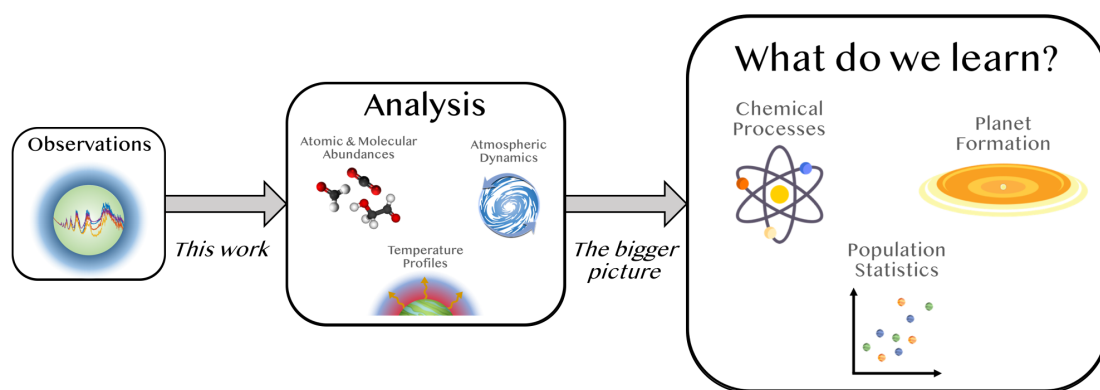 Observations
This work
Analysis
Atomic & Molecular
Abundances
Atmospheric
Dynamics
Temperature
Profiles
The bigger
picture
What do we learn?
Chemical
Processes
Planet
Formation
Population
Statistics